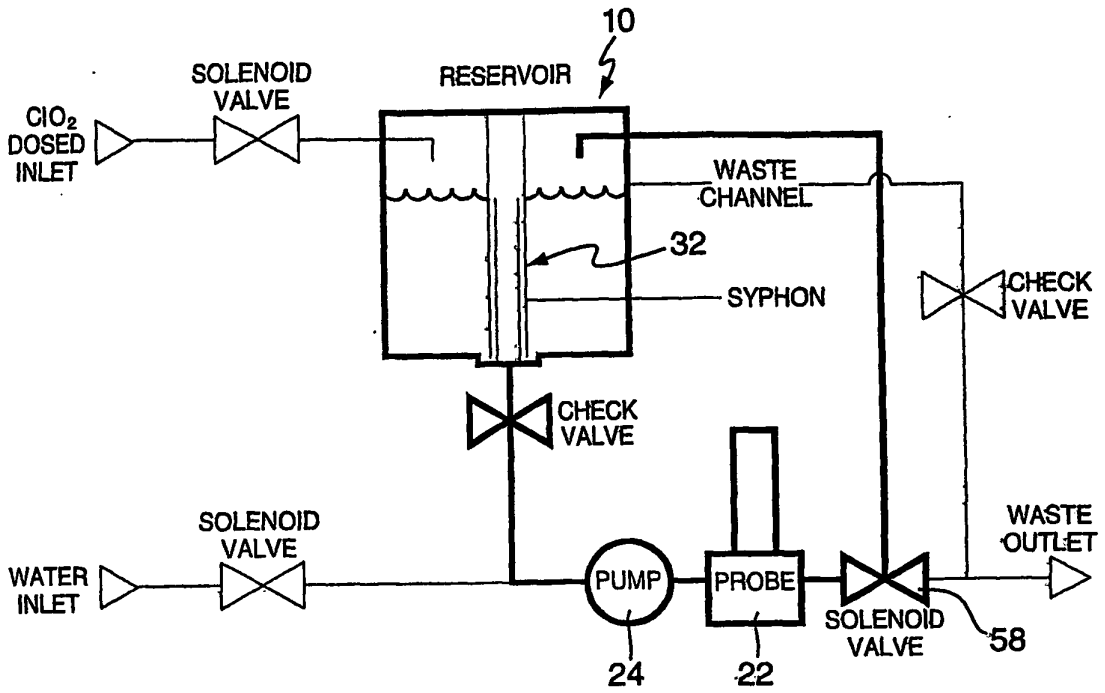 10
RESERVOIR
SOLENOID
VALVE
ClO₂
DOSED
INLET
WASTE
CHANNEL
32
SYPHON
CHECK
VALVE
CHECK
VALVE
SOLENOID
VALVE
WATER
INLET
PUMP
PROBE
WASTE
OUTLET
SOLENOID
VALVE
58
24
22